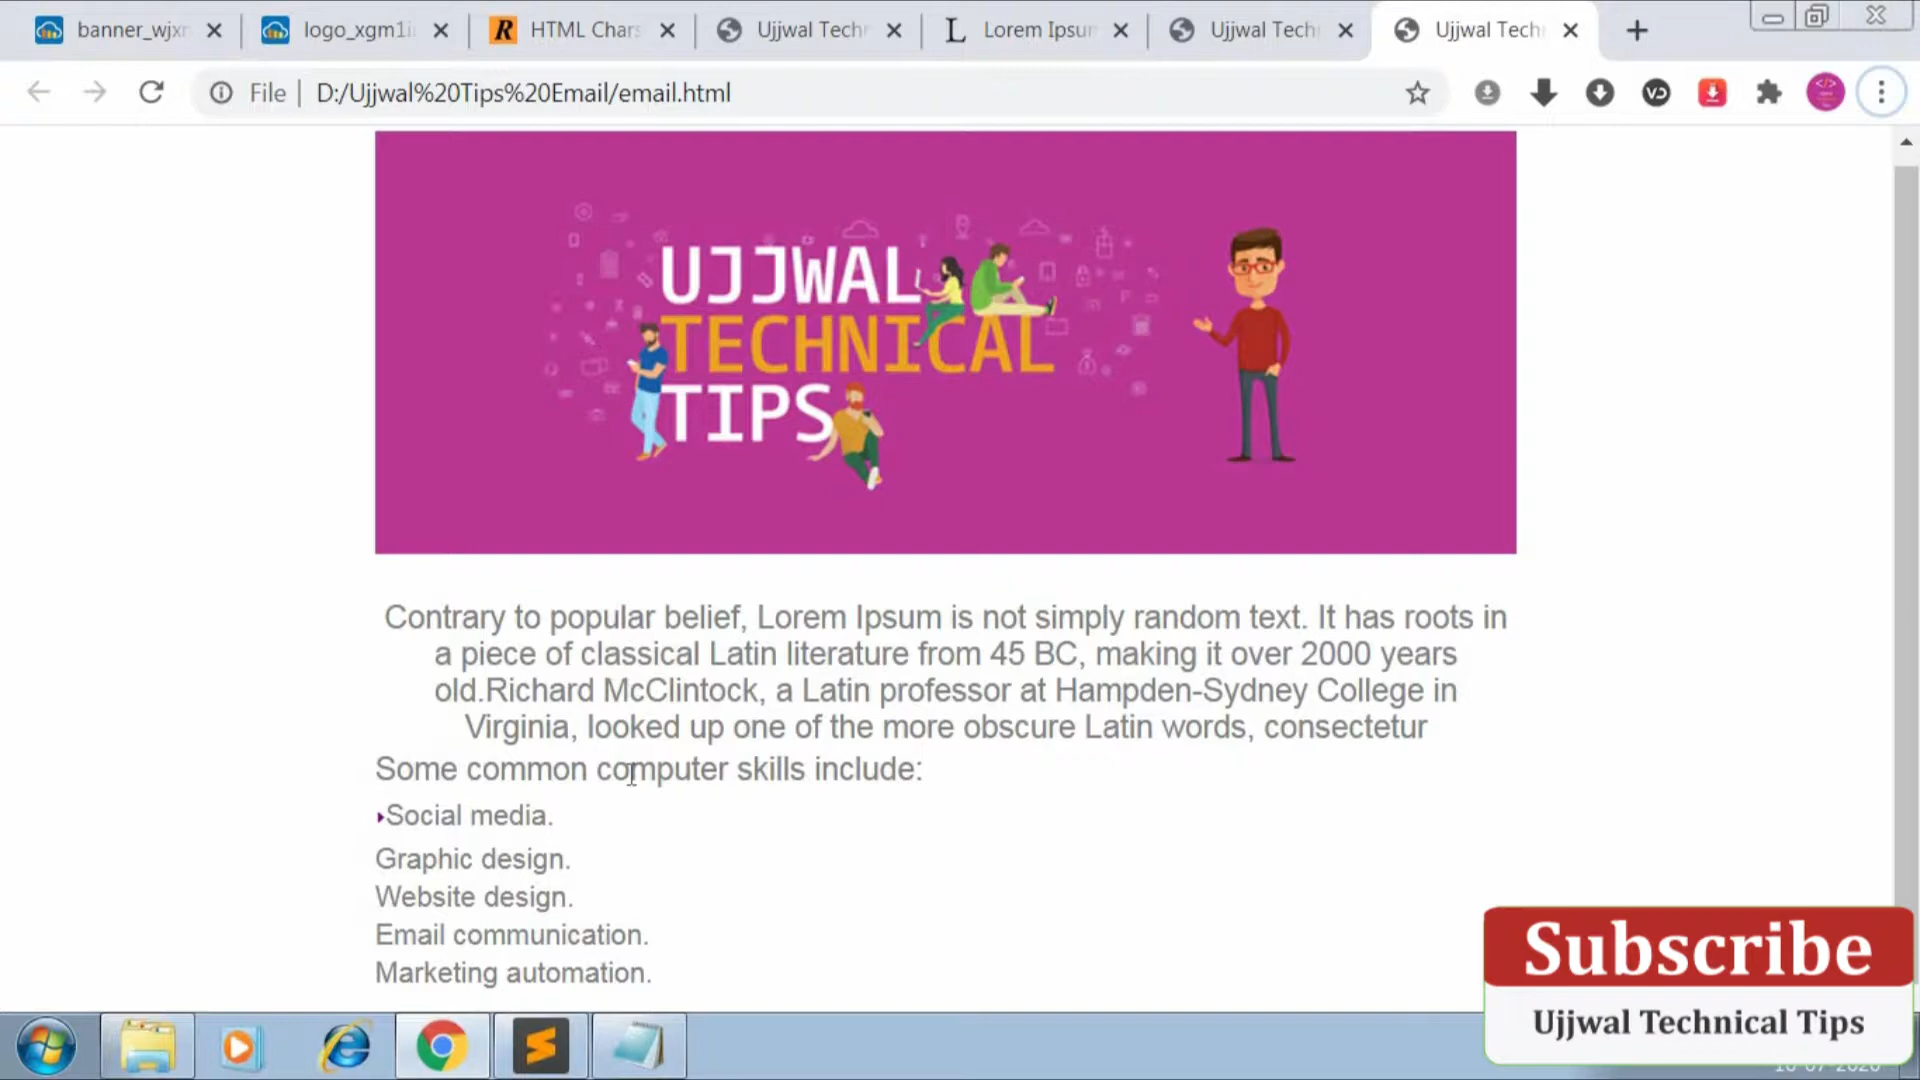 banner_wjxn
logo_xgm1i
HTML Chars
Ujjwal Tech
Lorem Ipsum
Ujjwal Tech
Ujjwal Tech
File | D:/Ujjwal%20Tips%20Email/email.html
UJJWAL
TECHNICAL
TIPS
Contrary to popular belief, Lorem Ipsum is not simply random text. It has roots in
a piece of classical Latin literature from 45 BC, making it over 2000 years
old.Richard McClintock, a Latin professor at Hampden-Sydney College in
Virginia, looked up one of the more obscure Latin words, consectetur
Some common computer skills include:
Social media.
Graphic design.
Website design.
Email communication.
Marketing automation.
Subscribe
Ujjwal Technical Tips